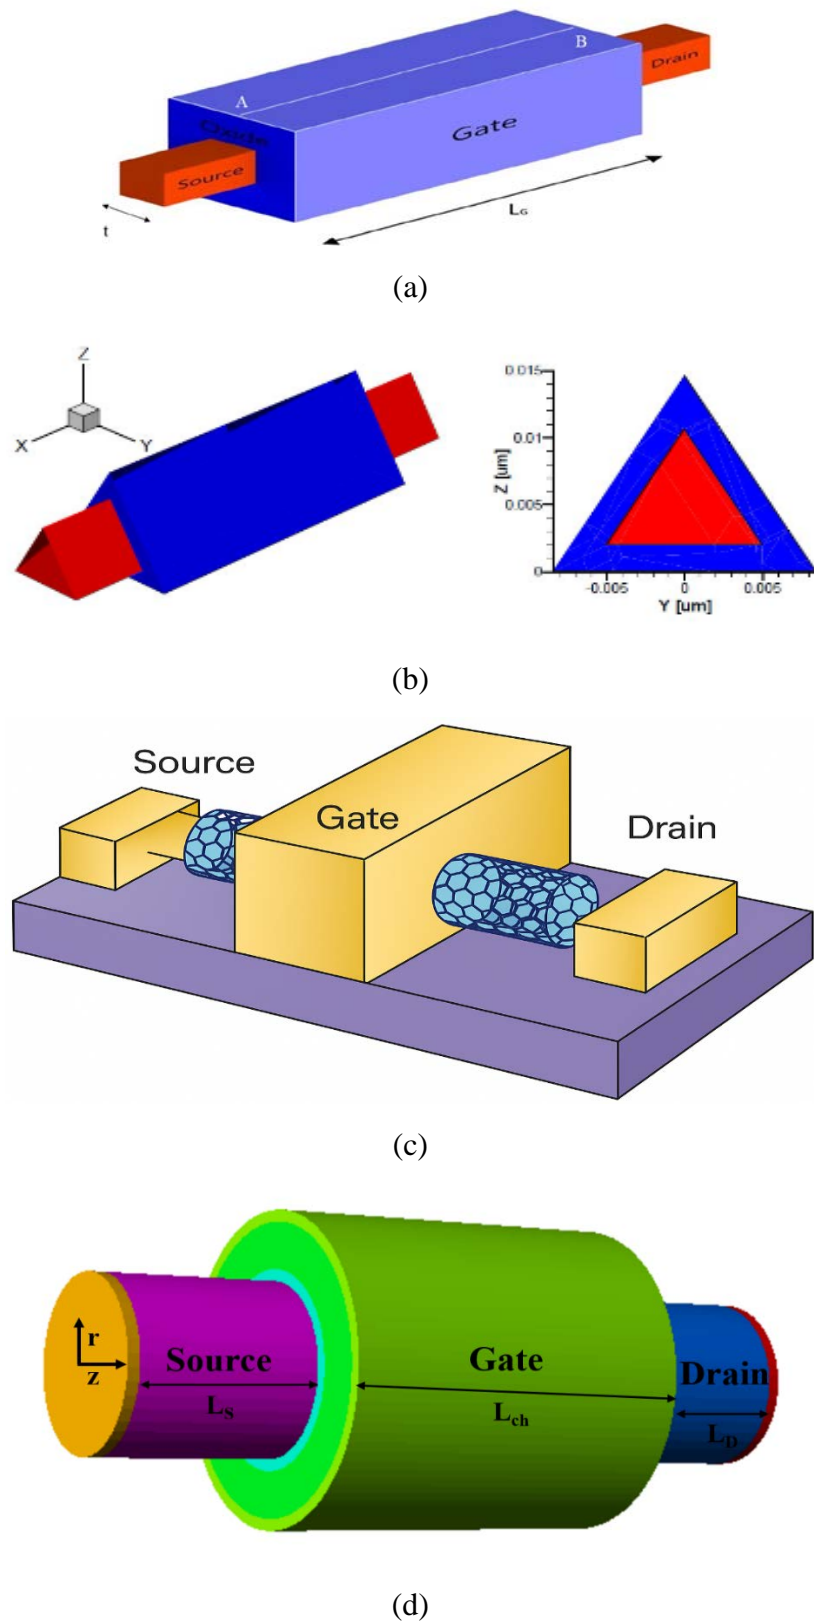 A
B
Drain
Oxide
Gate
Source
t
LG
(a)
Z
X
Y
0.015
0.01
0.005
0
Z [um]
-0.005 0 0.005
Y [um]
(b)
Source
Gate
Drain
(c)
r
z
Source
Gate
Drain
LS
Lch
LD
(d)